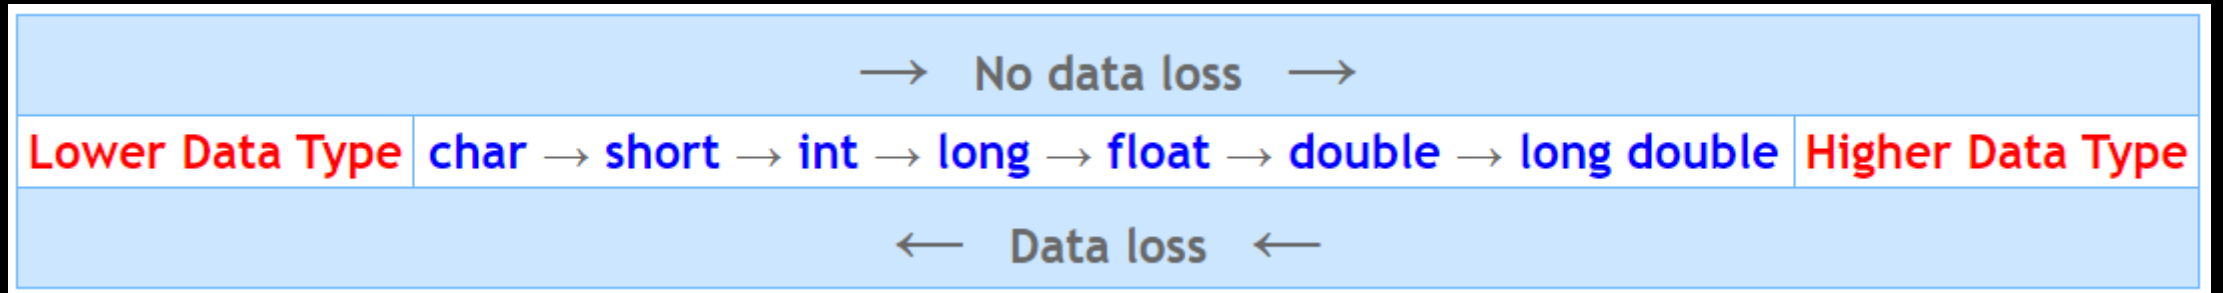 → No data loss →
Lower Data Type char → short → int → long → float → double → long double Higher Data Type
← Data loss ←